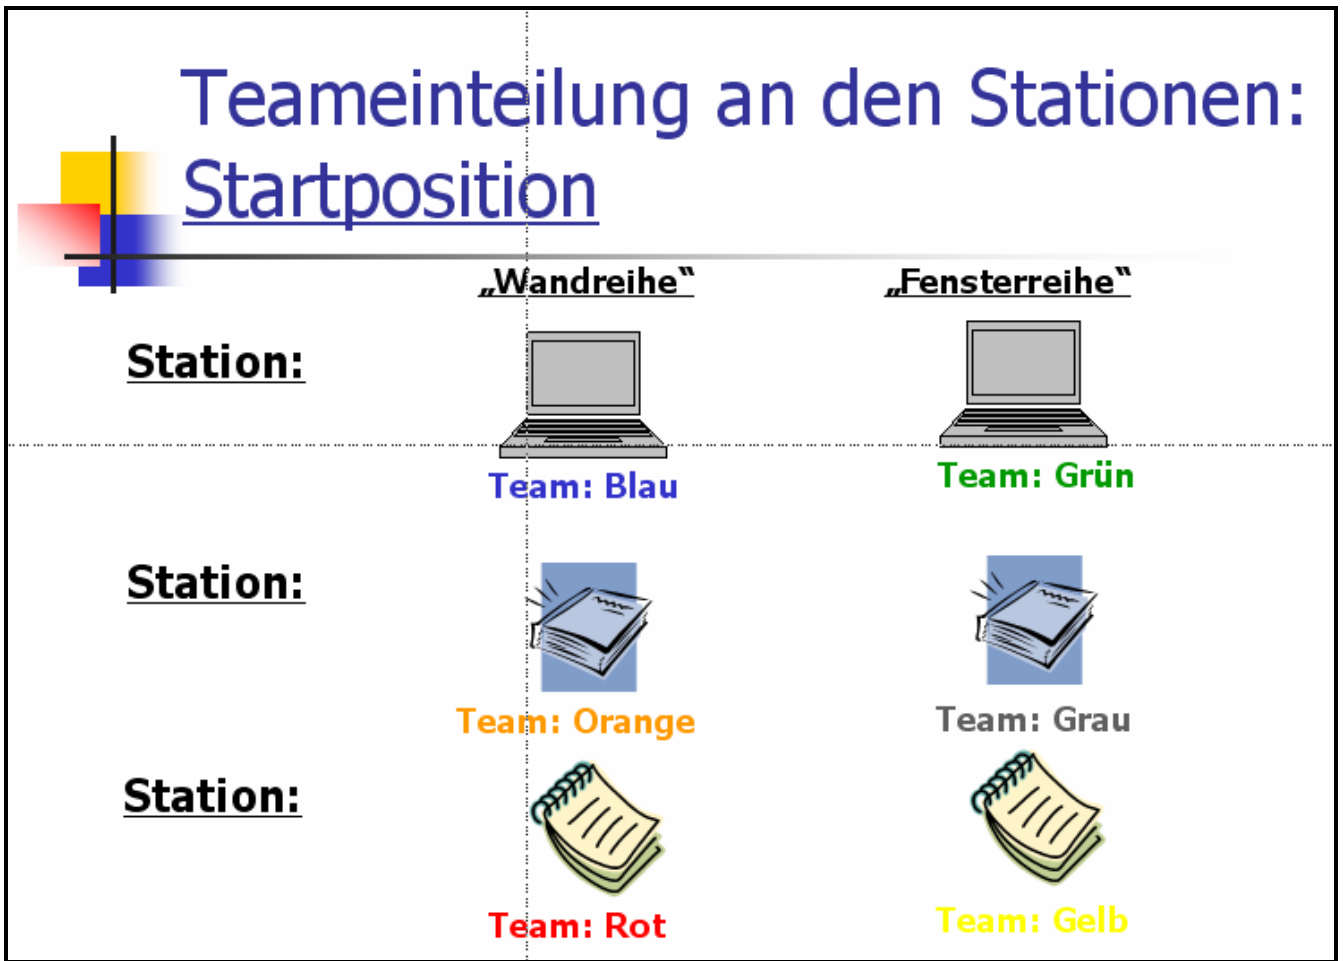 Teameinteilung an den Stationen:
Startposition
„Wandreihe“ „Fensterreihe“
Station:
Team: Blau Team: Grün
Station:
Team: Orange Team: Grau
Station:
Team: Rot Team: Gelb